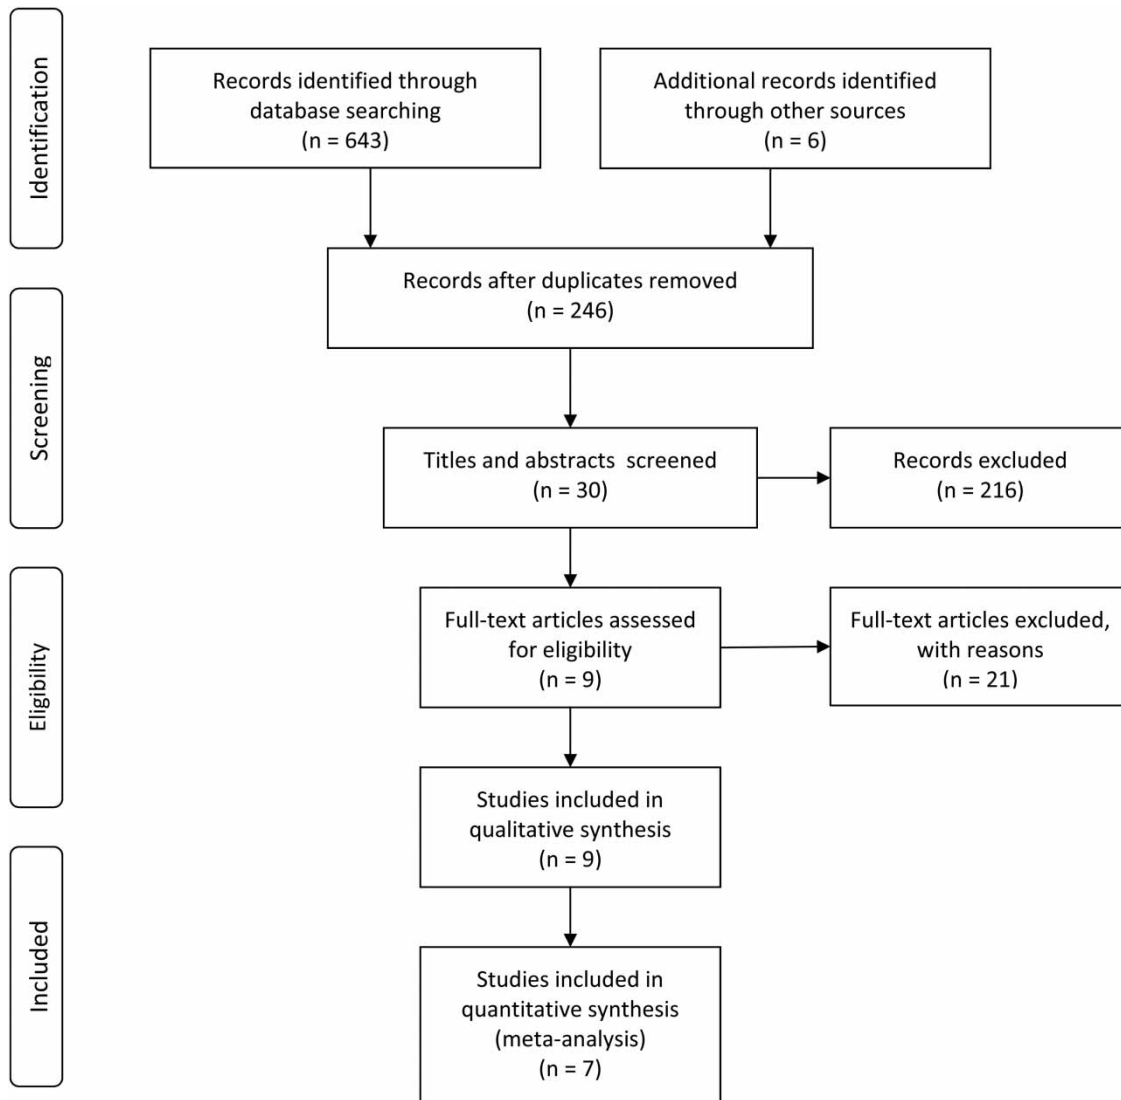 Identification
Records identified through
database searching
(n = 643)
Additional records identified
through other sources
(n = 6)
Records after duplicates removed
(n = 246)
Screening
Titles and abstracts screened
(n = 30)
Records excluded
(n = 216)
Eligibility
Full-text articles assessed
for eligibility
(n = 9)
Full-text articles excluded,
with reasons
(n = 21)
Studies included in
qualitative synthesis
(n = 9)
Included
Studies included in
quantitative synthesis
(meta-analysis)
(n = 7)